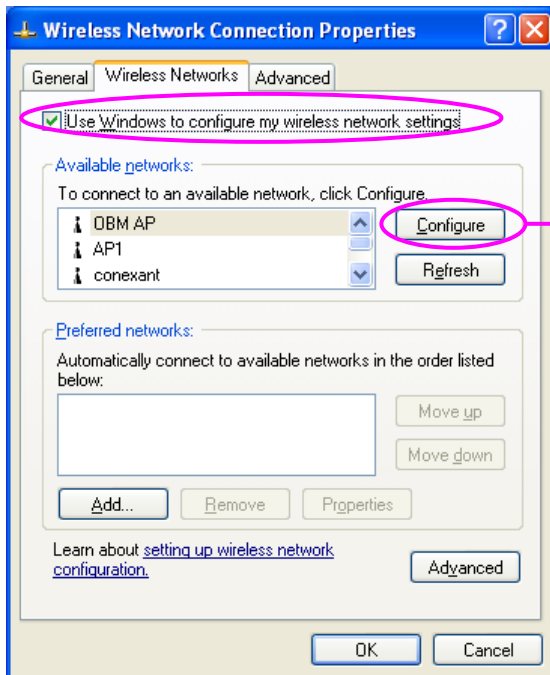 Wireless Network Connection Properties
General Wireless Networks Advanced
Use Windows to configure my wireless network settings
Available networks:
To connect to an available network, click Configure.
OBM AP
AP1
conexant
Configure
Refresh
Preferred networks:
Automatically connect to available networks in the order listed
below:
Move up
Move down
Add... Remove Properties
Learn about setting up wireless network
configuration.
Advanced
OK Cancel